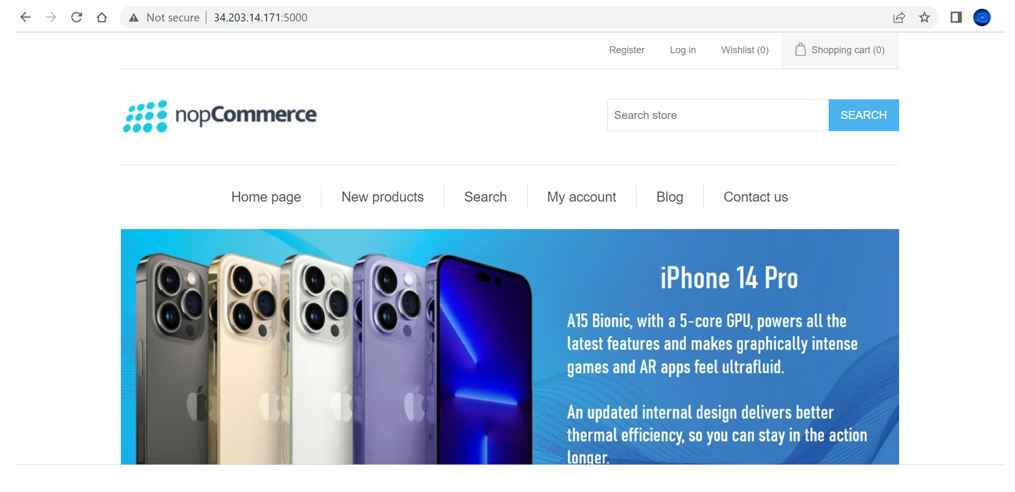 Not secure 34.203.14.171:5000
Register Log in Wishlist (0) Shopping cart (0)
nopCommerce
Search store SEARCH
Home page New products Search My account Blog Contact us
iPhone 14 Pro
A15 Bionic, with a 5-core GPU, powers all the
latest features and makes graphically intense
games and AR apps feel ultrafluid.
An updated internal design delivers better
thermal efficiency, so you can stay in the action
longer.